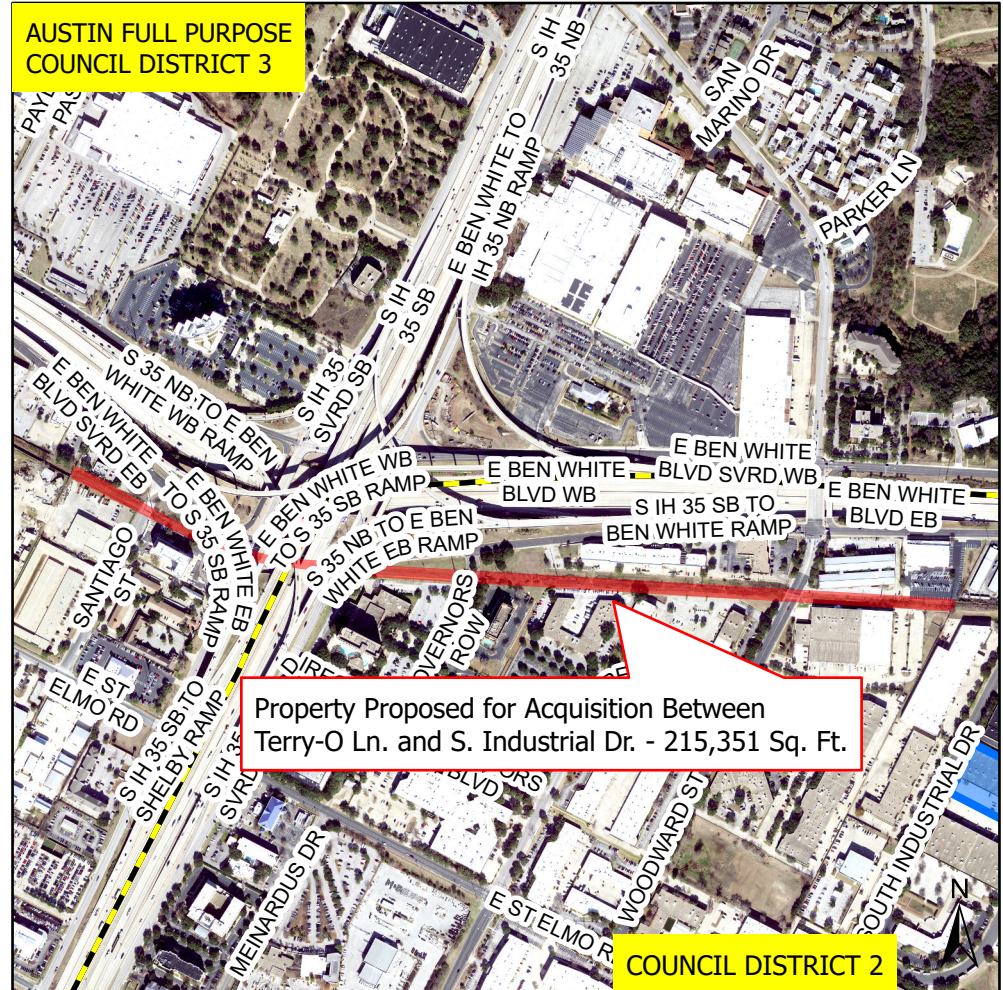 AUSTIN FULL PURPOSE
COUNCIL DISTRICT 3
S IH
35 NB
SAN
MARINO DR
PARKER LN
E BEN WHITE TO
IH 35 NB RAMP
S IH
35 SB
S IH 35
SVRD SB
S 35 NB TO E BEN
WHITE WB RAMP
E BEN WHITE
BLVD SVRD EB
E BEN WHITE EB
TO S 35 SB RAMP
E BEN WHITE WB
TO S 35 SB RAMP
E BEN WHITE
BLVD WB
E BEN WHITE
BLVD SVRD WB
E BEN WHITE
BLVD EB
S IH 35 SB TO
BEN WHITE RAMP
S 35 NB TO E BEN
WHITE EB RAMP
SANTIAGO
ST
E ST
ELMO RD
ROW
Property Proposed for Acquisition Between
Terry-O Ln. and S. Industrial Dr. - 215,351 Sq. Ft.
S IH 35 SB TO
SHELBY RAMP
S IH 35
SVRD
BLVD
MEINARDUS DR
WOODWARD ST
SOUTH INDUSTRIAL DR
E ST ELMO
N
COUNCIL DISTRICT 2